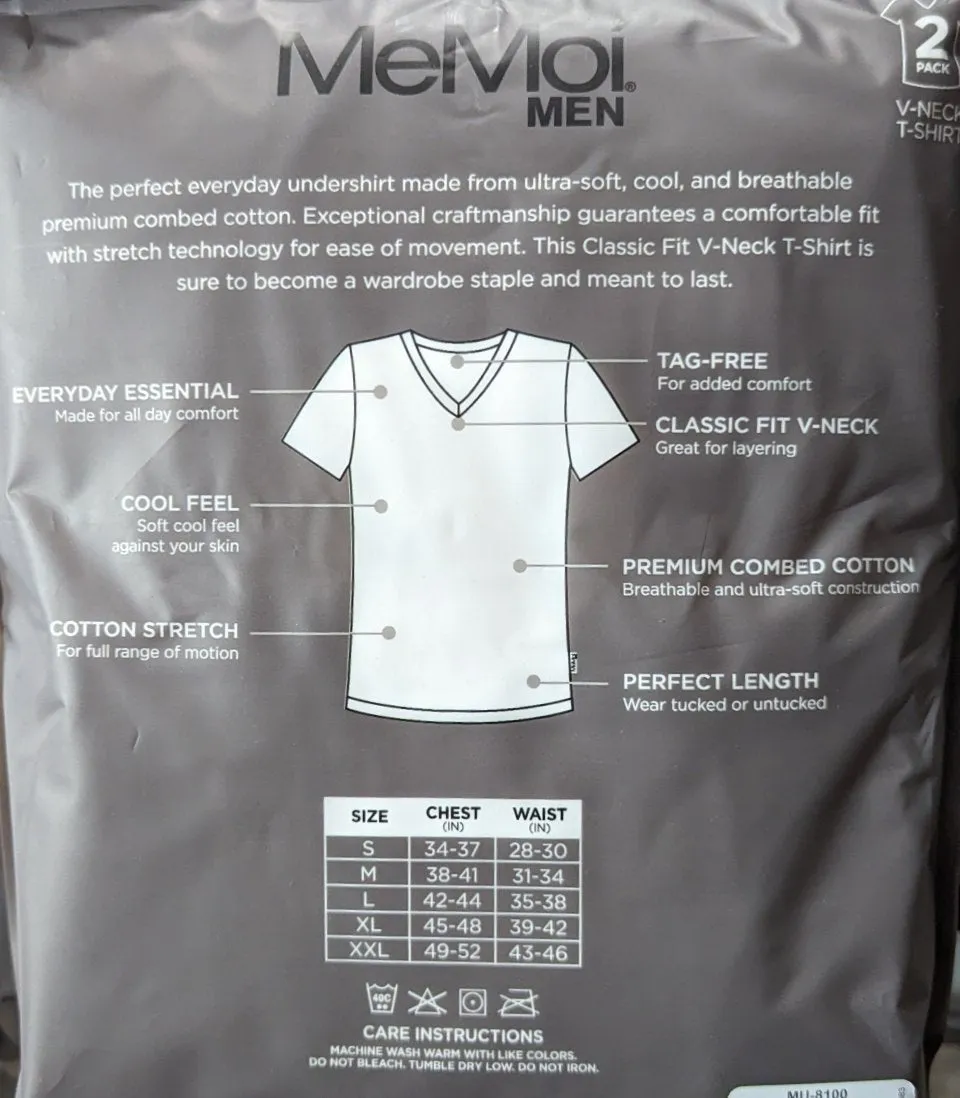 MeMoi®
MEN
2
PACK
V-NECK
T-SHIRT
The perfect everyday undershirt made from ultra-soft, cool, and breathable
premium combed cotton. Exceptional craftmanship guarantees a comfortable fit
with stretch technology for ease of movement. This Classic Fit V-Neck T-Shirt is
sure to become a wardrobe staple and meant to last.
EVERYDAY ESSENTIAL
Made for all day comfort
TAG-FREE
For added comfort
CLASSIC FIT V-NECK
Great for layering
COOL FEEL
Soft cool feel
against your skin
PREMIUM COMBED COTTON
Breathable and ultra-soft construction
COTTON STRETCH
For full range of motion
PERFECT LENGTH
Wear tucked or untucked
SIZE CHEST (IN) WAIST (IN)
S 34-37 28-30
M 38-41 31-34
L 42-44 35-38
XL 45-48 39-42
XXL 49-52 43-46
40C
CARE INSTRUCTIONS
MACHINE WASH WARM WITH LIKE COLORS.
DO NOT BLEACH. TUMBLE DRY LOW. DO NOT IRON.
MU-8100